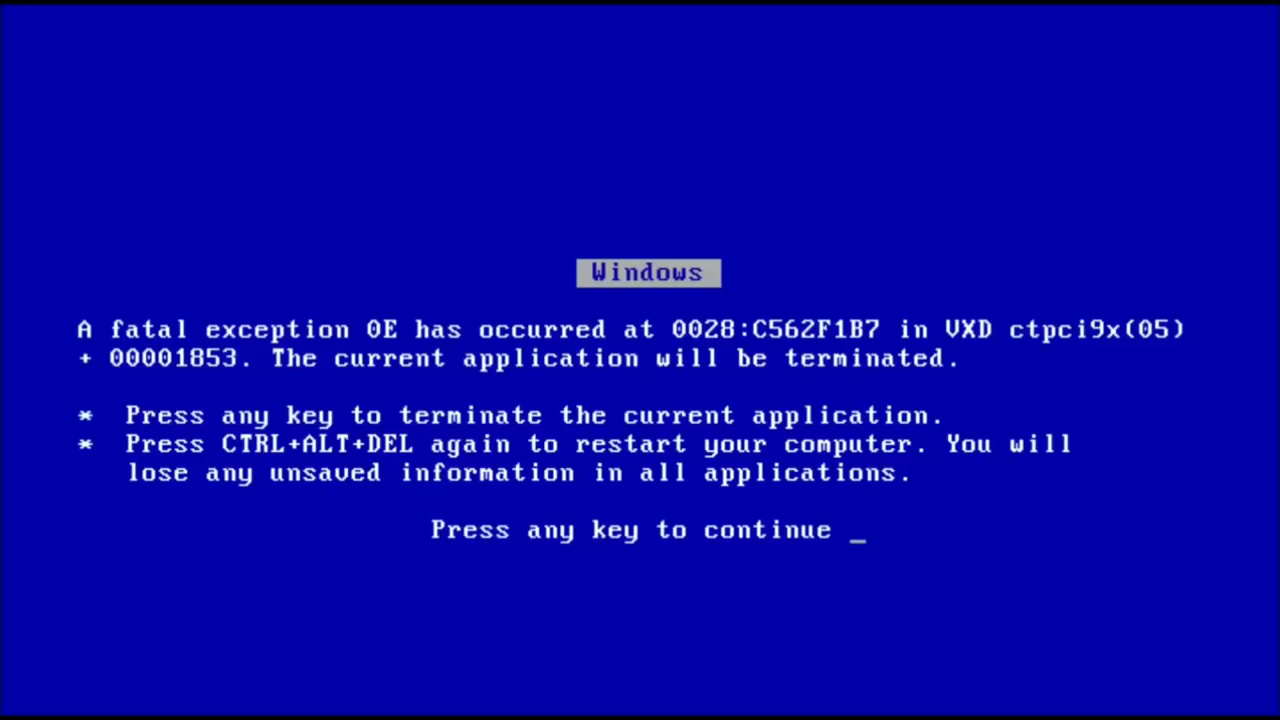 Windows
A fatal exception 0E has occurred at 0028:C562F1B7 in VXD ctpci9x(05)
+ 00001853. The current application will be terminated.
* Press any key to terminate the current application.
* Press CTRL+ALT+DEL again to restart your computer. You will
lose any unsaved information in all applications.
Press any key to continue _